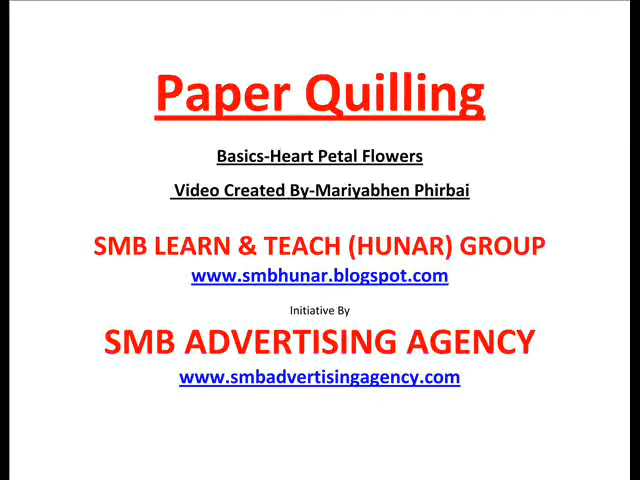 Paper Quilling
Basics-Heart Petal Flowers
Video Created By-Mariyabhen Phirbai
SMB LEARN & TEACH (HUNAR) GROUP
www.smbhunar.blogspot.com
Initiative By
SMB ADVERTISING AGENCY
www.smbadvertisingagency.com